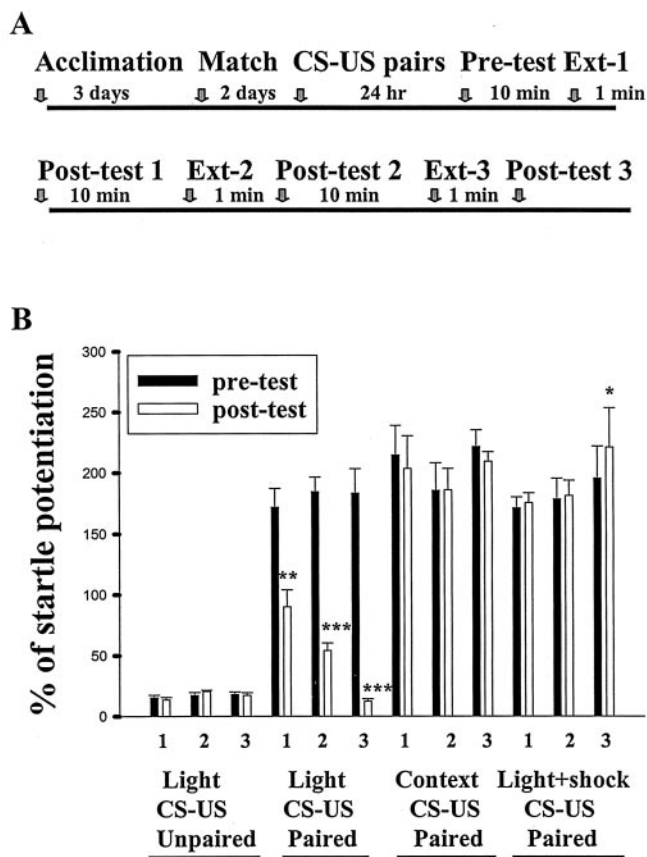 A
Acclimation Match CS-US pairs Pre-test Ext-1
3 days 2 days 24 hr 10 min 1 min
Post-test 1 Ext-2 Post-test 2 Ext-3 Post-test 3
10 min 1 min 10 min 1 min
B
% of startle potentiation
300
250
200
150
100
50
0
pre-test
post-test
** *** *** *
1 2 3 1 2 3 1 2 3 1 2 3
Light Light Context Light+shock
CS-US CS-US CS-US CS-US
Unpaired Paired Paired Paired